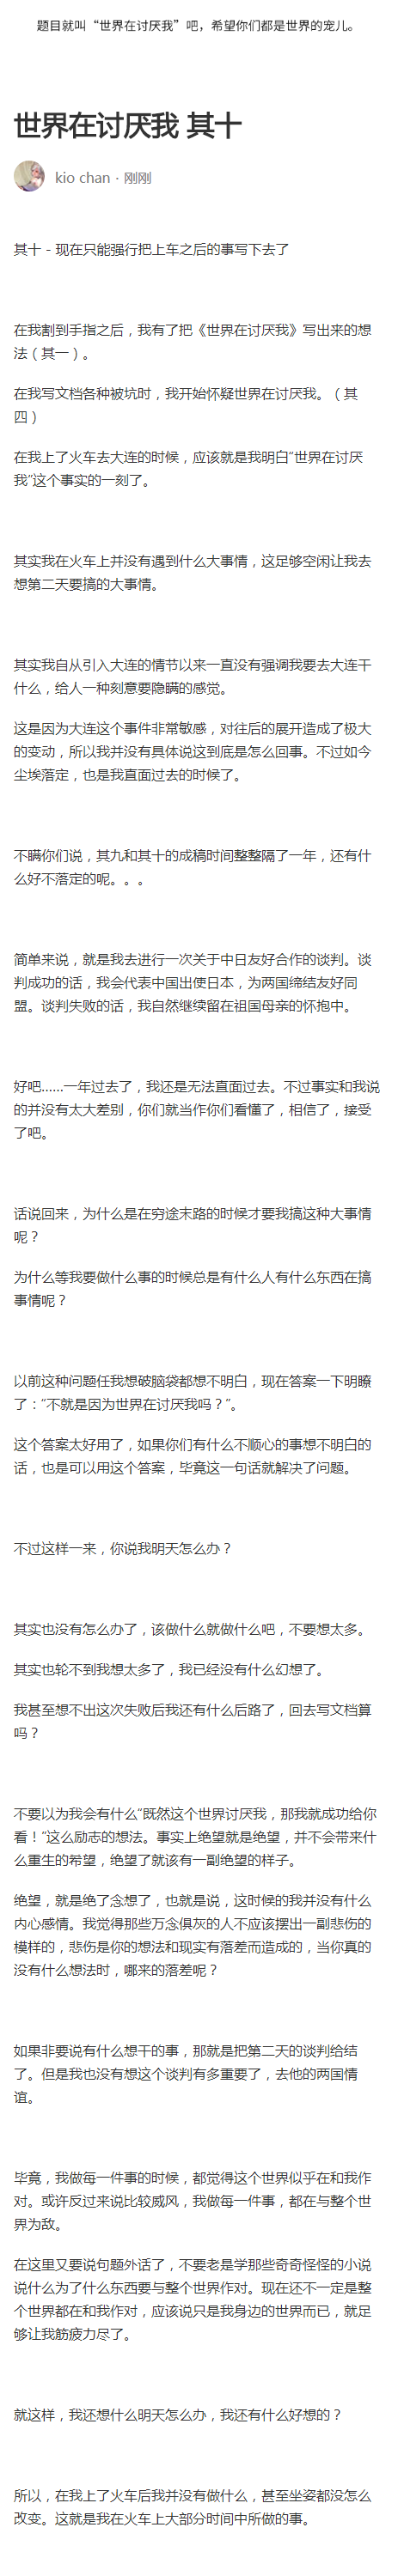 题目就叫“世界在讨厌我”吧，希望你们都是世界的宠儿。
世界在讨厌我 其十
kio chan · 刚刚
其十 - 现在只能强行把上车之后的事写下去了
在我割到手指之后，我有了把《世界在讨厌我》写出来的想
法（其一）。
在我写文档各种被坑时，我开始怀疑世界在讨厌我。（其
四）
在我上了火车去大连的时候，应该就是我明白“世界在讨厌
我”这个事实的一刻了。
其实我在火车上并没有遇到什么大事情，这足够空闲让我去
想第二天要搞的大事情。
其实我自从引入大连的情节以来一直没有强调我要去大连干
什么，给人一种刻意要隐瞒的感觉。
这是因为大连这个事件非常敏感，对往后的展开造成了极大
的变动，所以我并没有具体说这到底是怎么回事。不过如今
尘埃落定，也是我直面过去的时候了。
不瞒你们说，其九和其十的成稿时间整整隔了一年，还有什
么好不落定的呢。。。
简单来说，就是我去进行一次关于中日友好合作的谈判。谈
判成功的话，我会代表中国出使日本，为两国缔结友好同
盟。谈判失败的话，我自然继续留在祖国母亲的怀抱中。
好吧......一年过去了，我还是无法直面过去。不过事实和我说
的并没有太大差别，你们就当作你们看懂了，相信了，接受
了吧。
话说回来，为什么是在穷途末路的时候才要我搞这种大事情
呢？
为什么等我要做什么事的时候总是有什么人有什么东西在搞
事情呢？
以前这种问题任我想破脑袋都想不明白，现在答案一下明瞭
了：“不就是因为世界在讨厌我吗？”。
这个答案太好用了，如果你们有什么不顺心的事想不明白的
话，也是可以用这个答案，毕竟这一句话就解决了问题。
不过这样一来，你说我明天怎么办？
其实也没有怎么办了，该做什么就做什么吧，不要想太多。
其实也轮不到我想太多了，我已经没有什么幻想了。
我甚至想不出这次失败后我还有什么后路了，回去写文档算
吗？
不要以为我会有什么“既然这个世界讨厌我，那我就成功给你
看！”这么励志的想法。事实上绝望就是绝望，并不会带来什
么重生的希望，绝望了就该有一副绝望的样子。
绝望，就是绝了念想了，也就是说，这时候的我并没有什么
内心感情。我觉得那些万念俱灰的人不应该摆出一副悲伤的
模样的，悲伤是你的想法和现实有落差而造成的，当你真的
没有什么想法时，哪来的落差呢？
如果非要说有什么想干的事，那就是把第二天的谈判给结
了。但是我也没有想这个谈判有多重要了，去他的两国情
谊。
毕竟，我做每一件事的时候，都觉得这个世界似乎在和我作
对。或许反过来说比较威风，我做每一件事，都在与整个世
界为敌。
在这里又要说句题外话了，不要老是学那些奇奇怪怪的小说
说什么为了什么东西要与整个世界作对。现在还不一定是整
个世界都在和我作对，应该说只是我身边的世界而已，就足
够让我筋疲力尽了。
就这样，我还想什么明天怎么办，我还有什么好想的？
所以，在我上了火车后我并没有做什么，甚至坐姿都没怎么
改变。这就是我在火车上大部分时间中所做的事。